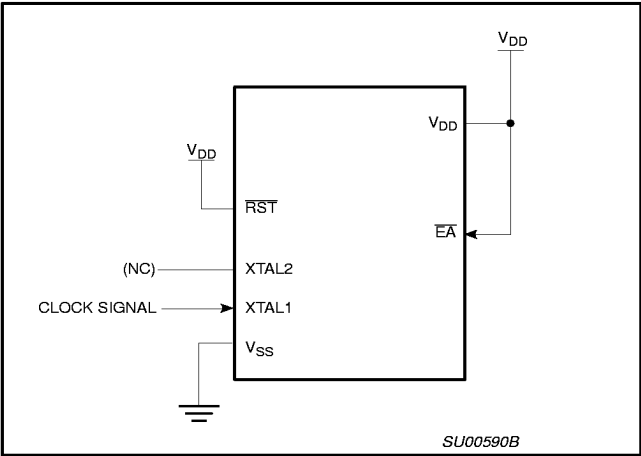 VDD
VDD
VDD
RST
EA
(NC) XTAL2
CLOCK SIGNAL XTAL1
VSS
SU00590B